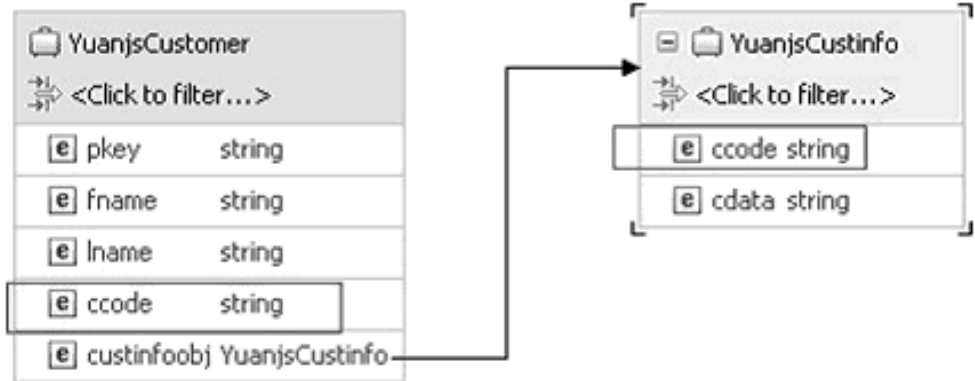 YuanjsCustomer
<Click to filter...>
e pkey string
e fname string
e lname string
e ccode string
e custinfoobj YuanjsCustinfo
YuanjsCustinfo
<Click to filter...>
e ccode string
e cdata string